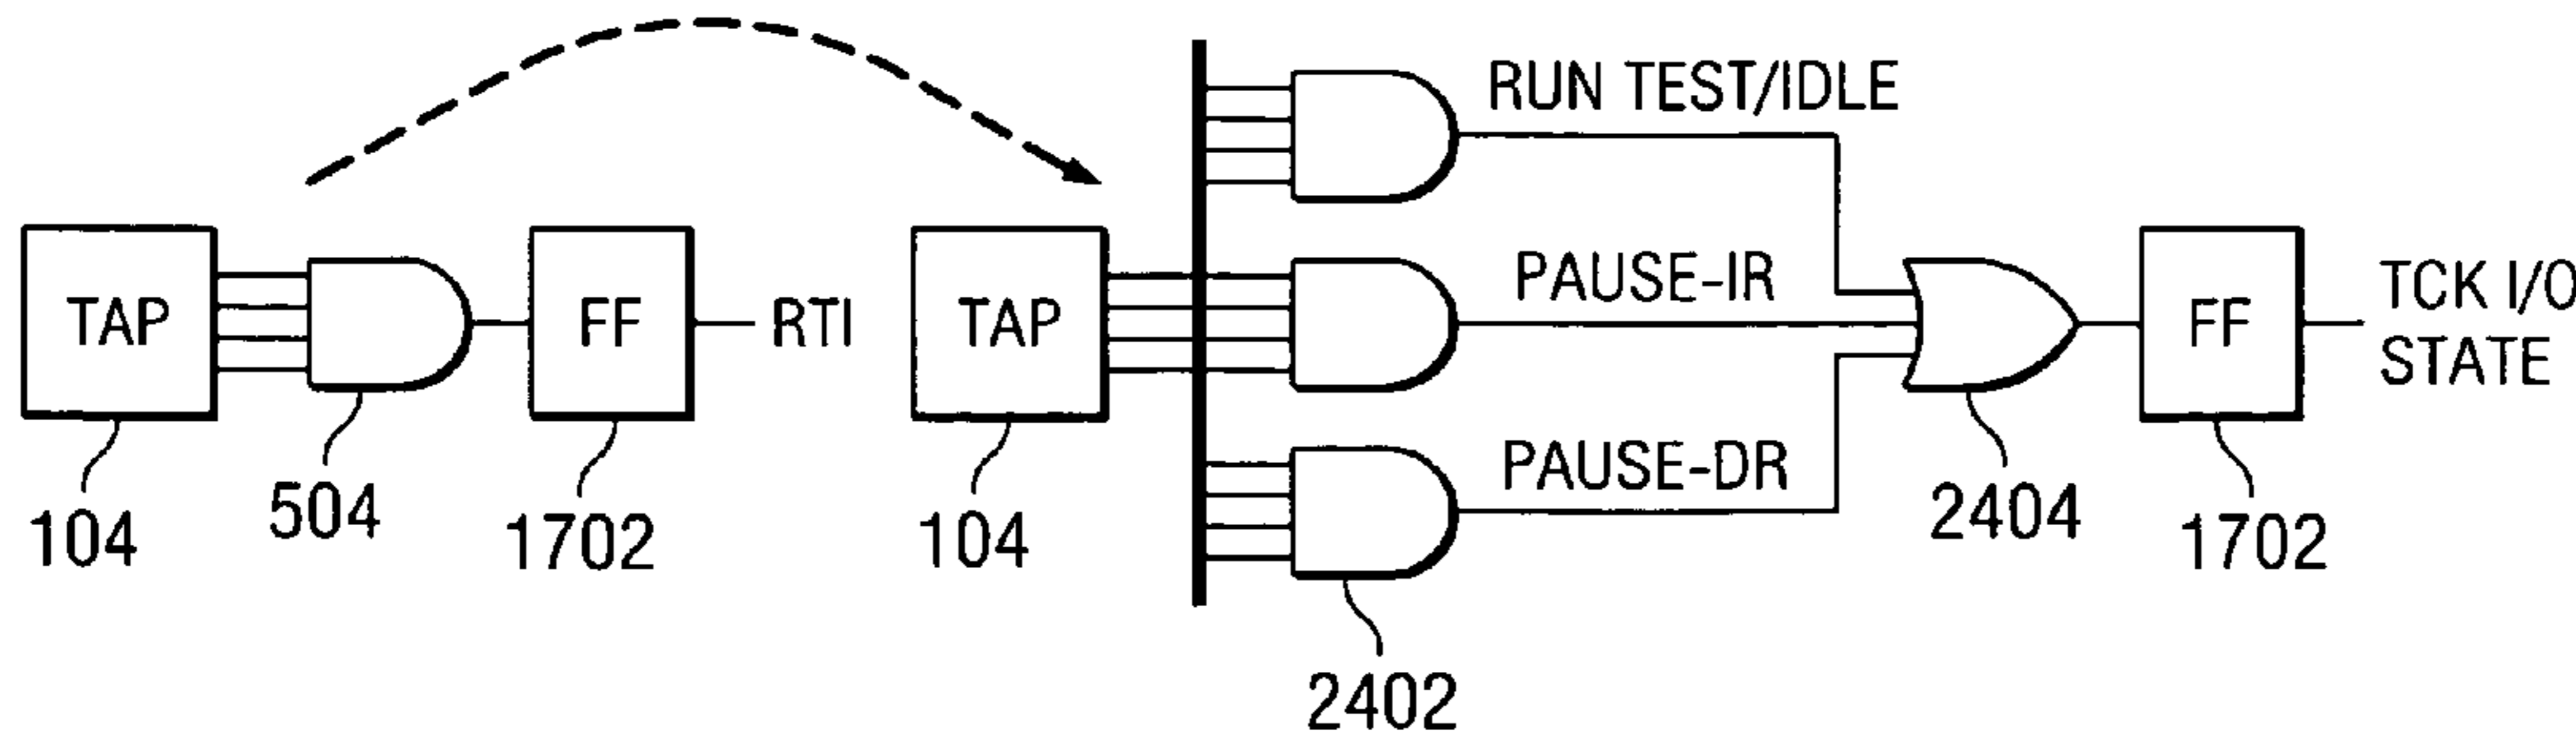 RUN TEST/IDLE
TAP
FF
RTI
TAP
PAUSE-IR
FF
TCK I/O
STATE
PAUSE-DR
104
504
1702
104
2402
2404
1702